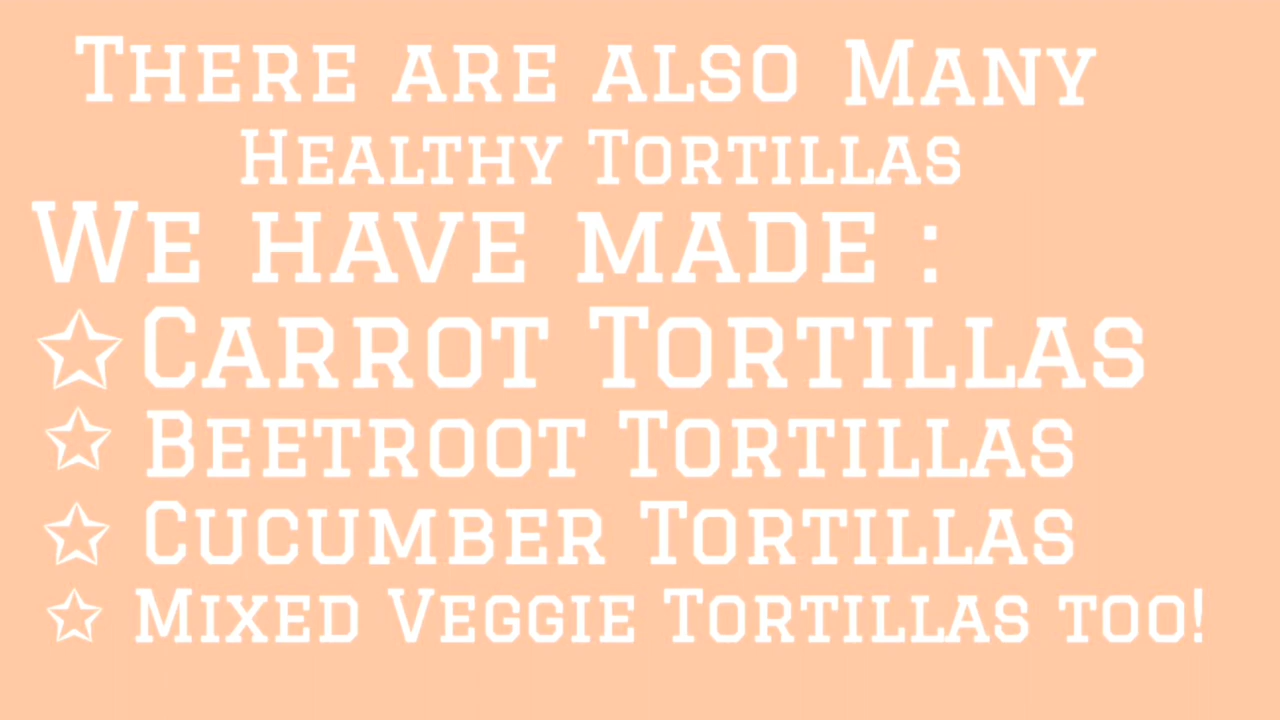 There are also Many
Healthy Tortillas
We have made :
☆Carrot Tortillas
☆ Beetroot Tortillas
☆ Cucumber Tortillas
☆ Mixed Veggie Tortillas too!